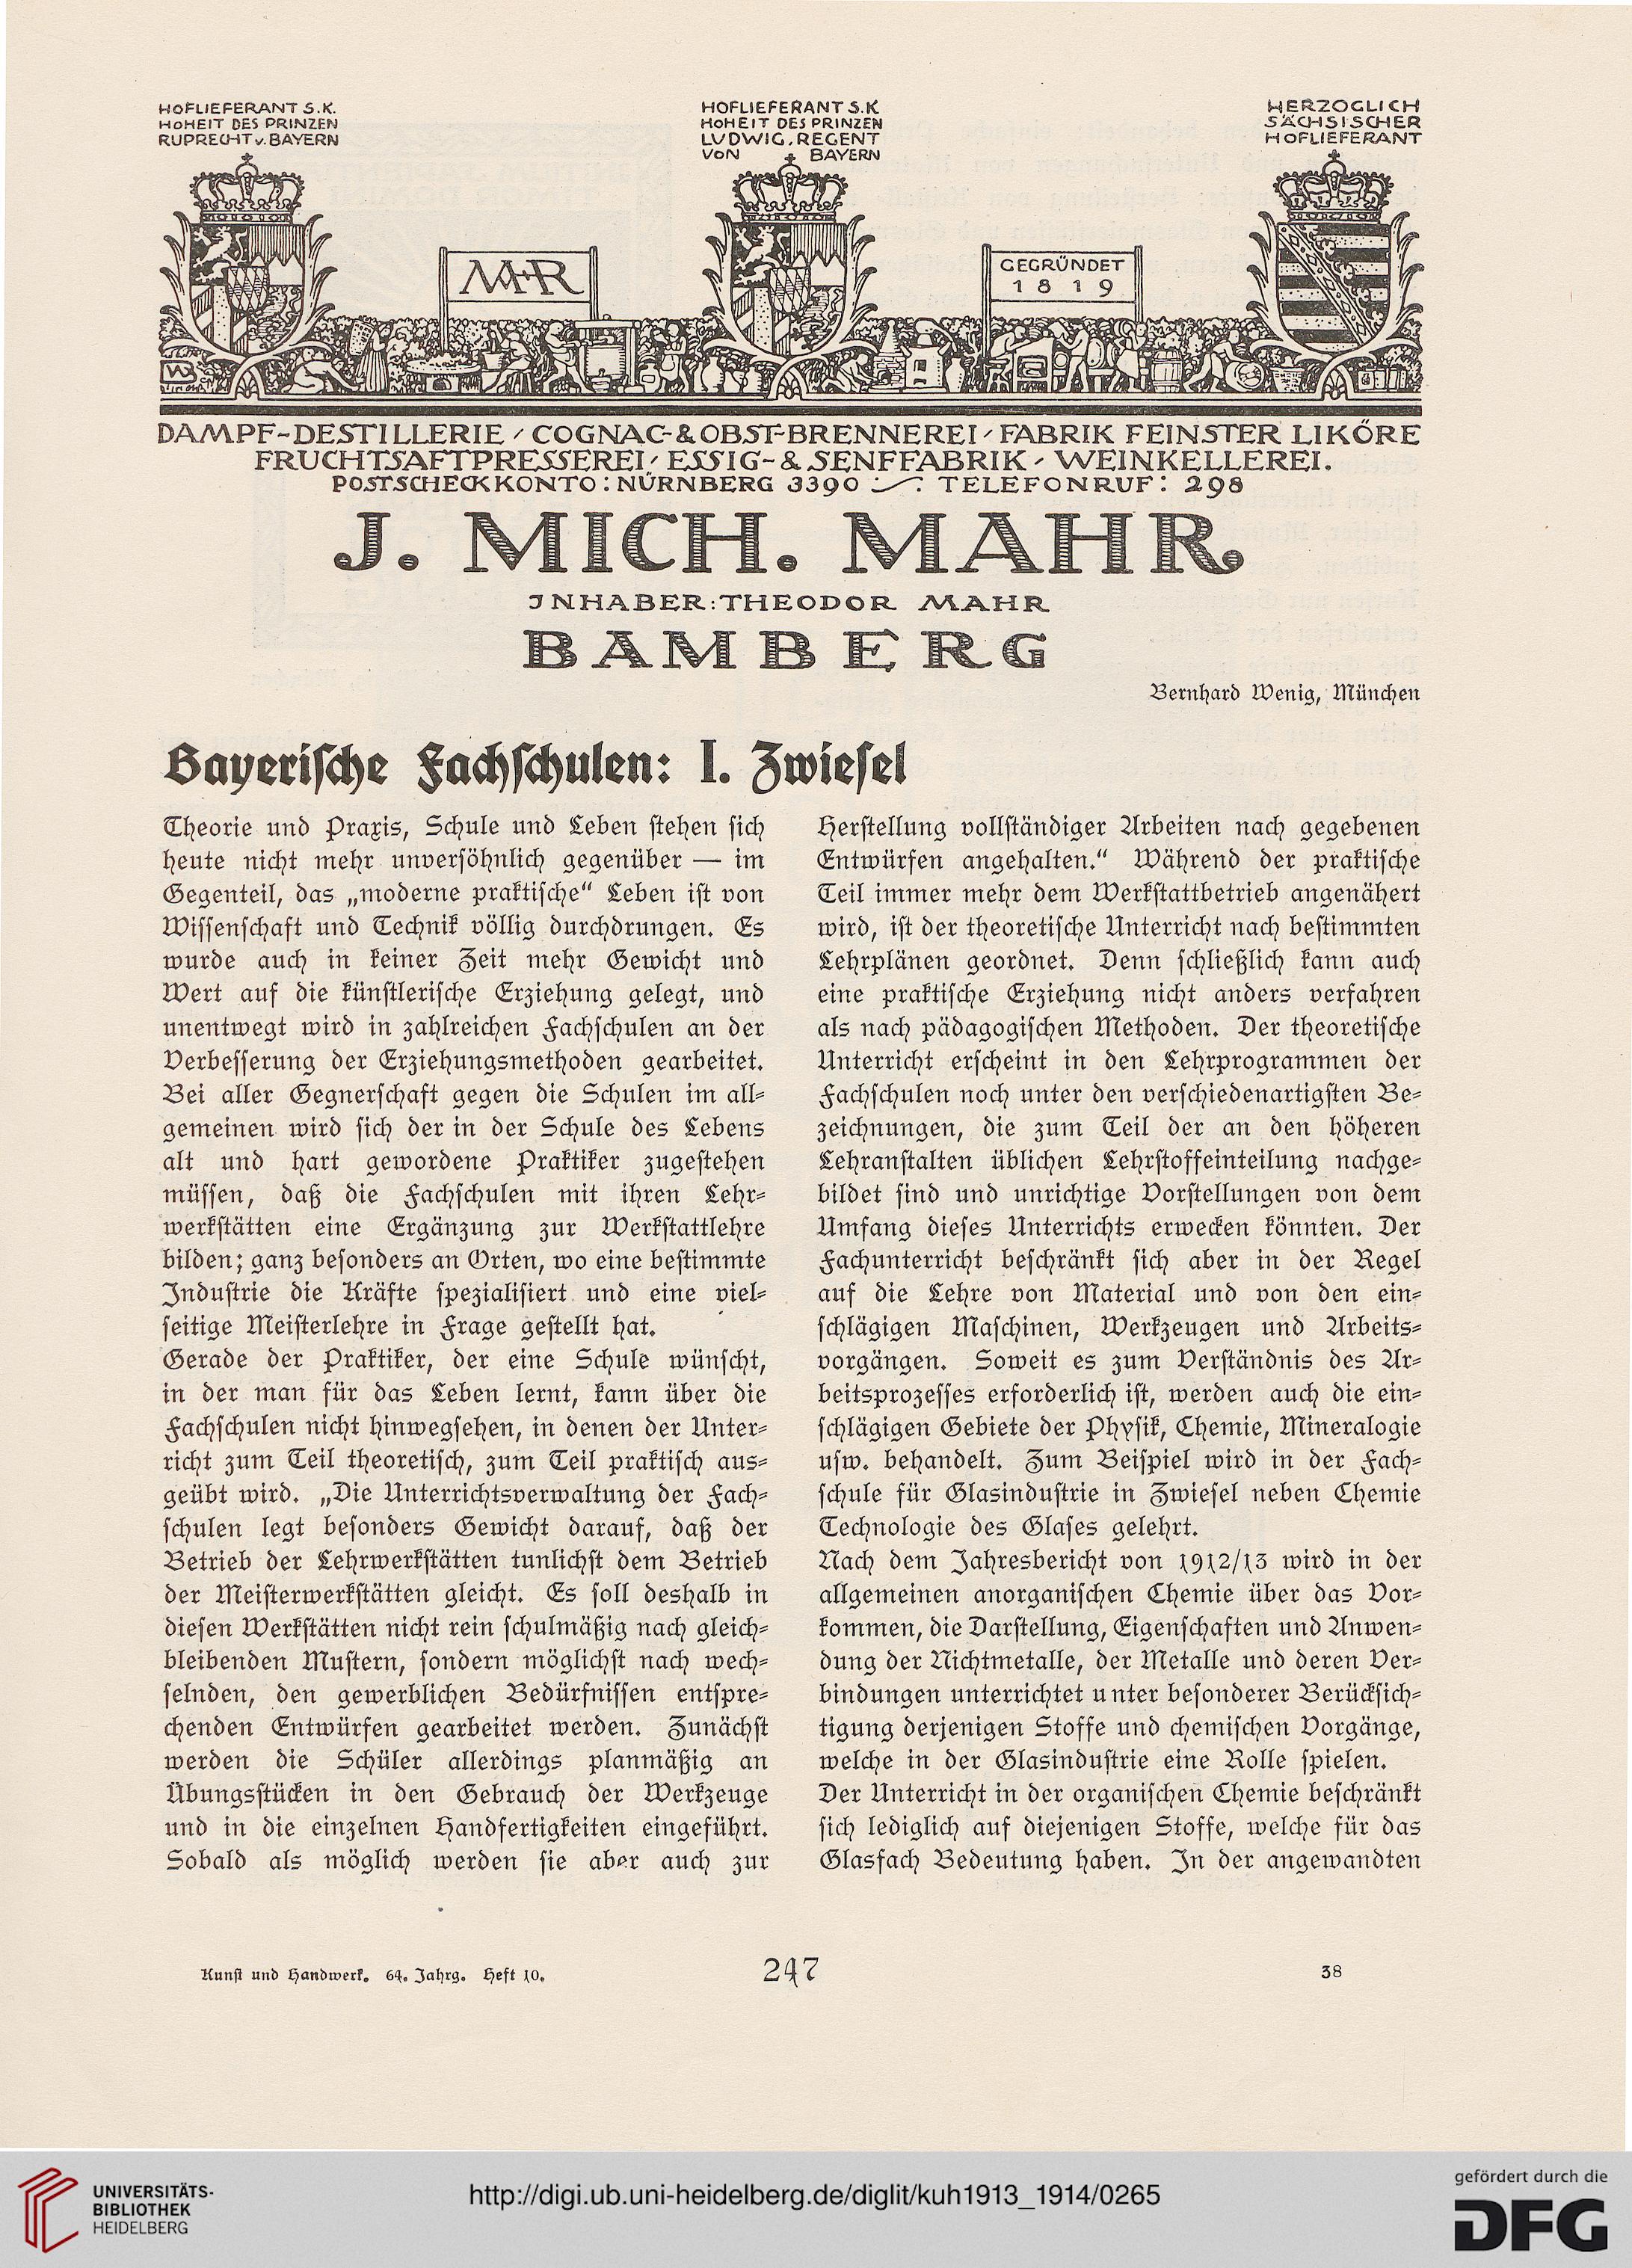 HOFLIEFERANT S.K.
HOHEIT DES PRINZEN
RUPRECHT v. BAYERN
HOFLIEFERANT S.K
HOHEIT DES PRINZEN
LVDWIG, REGENT
VON BAYERN
HERZOGLICH
SÄCHSISCHER
HOFLIEFERANT
GEGRÜNDET
1819
DAMPF-DESTILLERIE / COGNAC-& OBST-BRENNEREI / FABRIK FEINSTER LIKÖRE
FRUCHTSAFTPRESSEREI / ESSIG-& SENFFABRIK / WEINKELLEREI.
POSTSCHECKKONTO: NÜRNBERG 3390 TELEFONRUF: 298
J. MICH. MAHR.
INHABER: THEODOR MAHR
BAMBERG
Bernhard Wenig, München
Bayeriſche Fachſchulen: I. Zwieſel
Theorie und Praxis, Schule und Leben ſtehen ſich
heute nicht mehr unverſöhnlich gegenüber — im
Gegenteil, das „moderne praktiſche“ Leben iſt von
Wiſſenſchaft und Technik völlig durchdrungen. Es
wurde auch in keiner Zeit mehr Gewicht und
Wert auf die künſtleriſche Erziehung gelegt, und
unentwegt wird in zahlreichen Fachſchulen an der
Verbeſſerung der Erziehungsmethoden gearbeitet.
Bei aller Gegnerſchaft gegen die Schulen im all-
gemeinen wird ſich der in der Schule des Lebens
alt und hart gewordene Praktiker zugeſtehen
müſſen, daß die Fachſchulen mit ihren Lehr-
werkſtätten eine Ergänzung zur Werkſtattlehre
bilden; ganz beſonders an Orten, wo eine beſtimmte
Induſtrie die Kräfte ſpezialiſiert und eine viel-
ſeitige Meiſterlehre in Frage geſtellt hat.
Gerade der Praktiker, der eine Schule wünſcht,
in der man für das Leben lernt, kann über die
Fachſchulen nicht hinwegſehen, in denen der Unter-
richt zum Teil theoretiſch, zum Teil praktiſch aus-
geübt wird. „Die Unterrichtsverwaltung der Fach-
ſchulen legt beſonders Gewicht darauf, daß der
Betrieb der Lehrwerkſtätten tunlichſt dem Betrieb
der Meiſterwerkſtätten gleicht. Es ſoll deshalb in
dieſen Werkſtätten nicht rein ſchulmäßig nach gleich-
bleibenden Muſtern, ſondern möglichſt nach wech-
ſelnden, den gewerblichen Bedürfniſſen entſpre-
chenden Entwürfen gearbeitet werden. Zunächſt
werden die Schüler allerdings planmäßig an
Übungsſtücken in den Gebrauch der Werkzeuge
und in die einzelnen Handfertigkeiten eingeführt.
Sobald als möglich werden ſie aber auch zur
Herſtellung vollſtändiger Arbeiten nach gegebenen
Entwürfen angehalten.“ Während der praktiſche
Teil immer mehr dem Werkſtattbetrieb angenähert
wird, iſt der theoretiſche Unterricht nach beſtimmten
Lehrplänen geordnet. Denn ſchließlich kann auch
eine praktiſche Erziehung nicht anders verfahren
als nach pädagogiſchen Methoden. Der theoretiſche
Unterricht erſcheint in den Lehrprogrammen der
Fachſchulen noch unter den verſchiedenartigſten Be-
zeichnungen, die zum Teil der an den höheren
Lehranſtalten üblichen Lehrſtoffeinteilung nachge-
bildet ſind und unrichtige Vorſtellungen von dem
Umfang dieſes Unterrichts erwecken könnten. Der
Fachunterricht beſchränkt ſich aber in der Regel
auf die Lehre von Material und von den ein-
ſchlägigen Maſchinen, Werkzeugen und Arbeits-
vorgängen. Soweit es zum Verſtändnis des Ar-
beitsprozeſſes erforderlich iſt, werden auch die ein-
ſchlägigen Gebiete der Phyſik, Chemie, Mineralogie
uſw. behandelt. Zum Beiſpiel wird in der Fach-
ſchule für Glasinduſtrie in Zwieſel neben Chemie
Technologie des Glaſes gelehrt.
Nach dem Jahresbericht von 1912/13 wird in der
allgemeinen anorganiſchen Chemie über das Vor-
kommen, die Darſtellung, Eigenſchaften und Anwen-
dung der Nichtmetalle, der Metalle und deren Ver-
bindungen unterrichtet unter beſonderer Berückſich-
tigung derjenigen Stoffe und chemiſchen Vorgänge,
welche in der Glasinduſtrie eine Rolle ſpielen.
Der Unterricht in der organiſchen Chemie beſchränkt
ſich lediglich auf diejenigen Stoffe, welche für das
Glasfach Bedeutung haben. In der angewandten
Kunſt und Handwerk. 64. Jahrg. Heft 10.
247
38
UNIVERSITÄTS-
BIBLIOTHEK
HEIDELBERG
http://digi.ub.uni-heidelberg.de/diglit/kuh1913_1914/0265
gefördert durch die
DFG